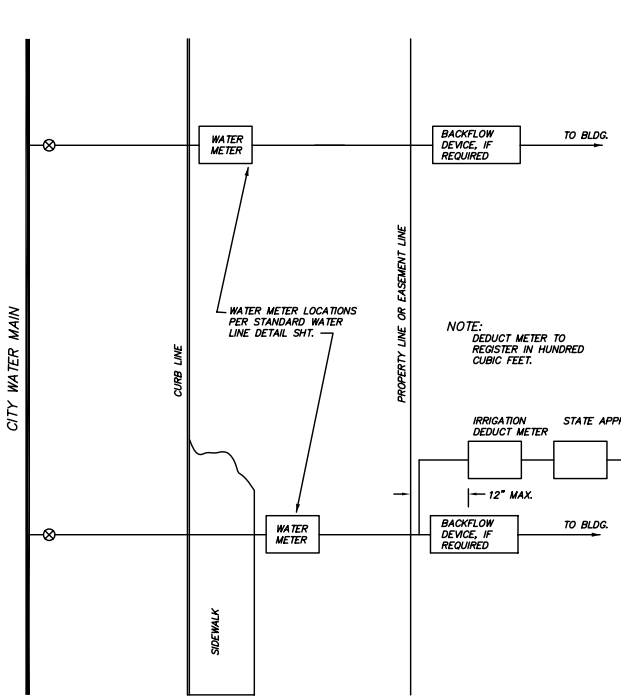 WATER
METER
BACKFLOW
DEVICE, IF
REQUIRED
TO BLDG.
CITY WATER MAIN
CURB LINE
PROPERTY LINE OR EASEMENT LINE
WATER METER LOCATIONS
PER STANDARD WATER
LINE DETAIL SHT.
NOTE:
DEDUCT METER TO
REGISTER IN HUNDRED
CUBIC FEET.
IRRIGATION
DEDUCT METER
STATE APPR
12" MAX.
WATER
METER
BACKFLOW
DEVICE, IF
REQUIRED
TO BLDG.
SIDEWALK